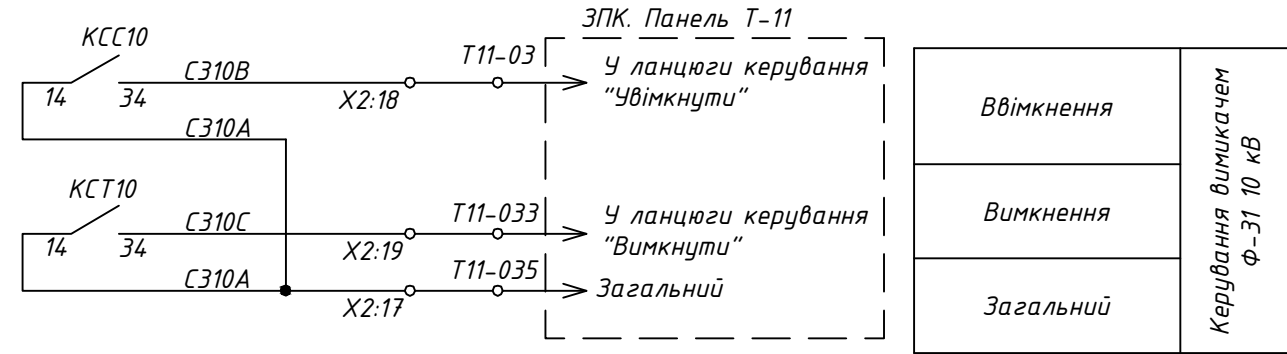 ЗПК. Панель Т-11
КСС10
14
34
С310В
Х2:18
Т11-03
У ланцюги керування
"Увімкнути"
С310А
КСТ10
14
34
С310С
Х2:19
Т11-033
У ланцюги керування
"Вимкнути"
С310А
Х2:17
Т11-035
Загальний
Ввімкнення
Вимкнення
Загальний
Керування вимикачем
Ф-31 10 кВ